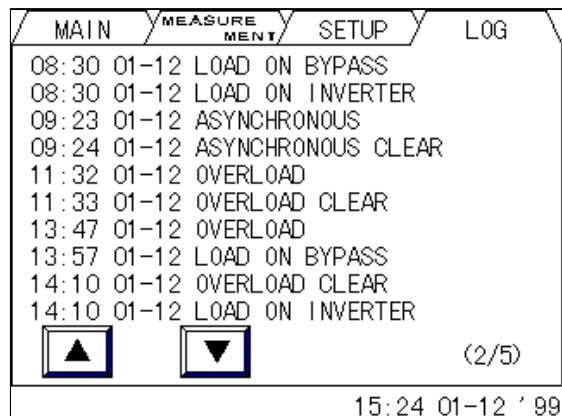 MAIN MEASUREMENT SETUP LOG
08:30 01-12 LOAD ON BYPASS
08:30 01-12 LOAD ON INVERTER
09:23 01-12 ASYNCHRONOUS
09:24 01-12 ASYNCHRONOUS CLEAR
11:32 01-12 OVERLOAD
11:33 01-12 OVERLOAD CLEAR
13:47 01-12 OVERLOAD
13:57 01-12 LOAD ON BYPASS
14:10 01-12 OVERLOAD CLEAR
14:10 01-12 LOAD ON INVERTER
(2/5)
15:24 01-12 '99